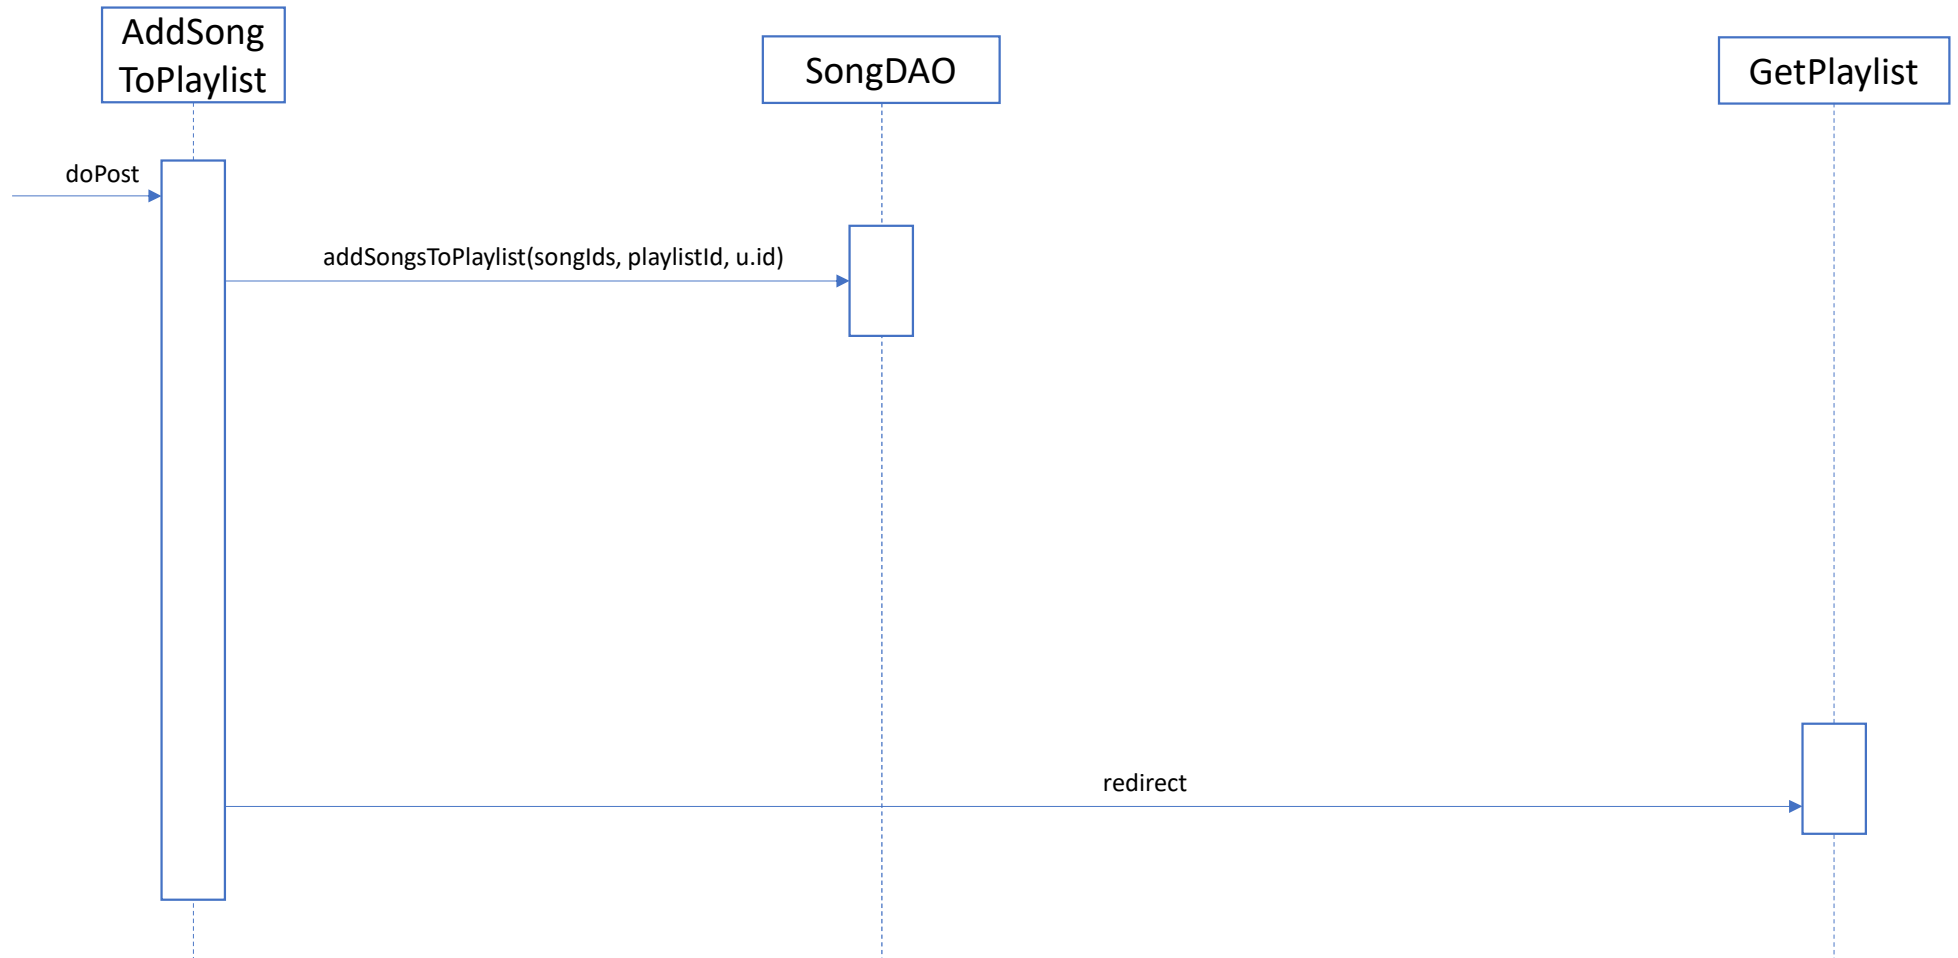 AddSong
ToPlaylist
SongDAO
GetPlaylist
doPost
addSongsToPlaylist(songIds, playlistId, u.id)
redirect